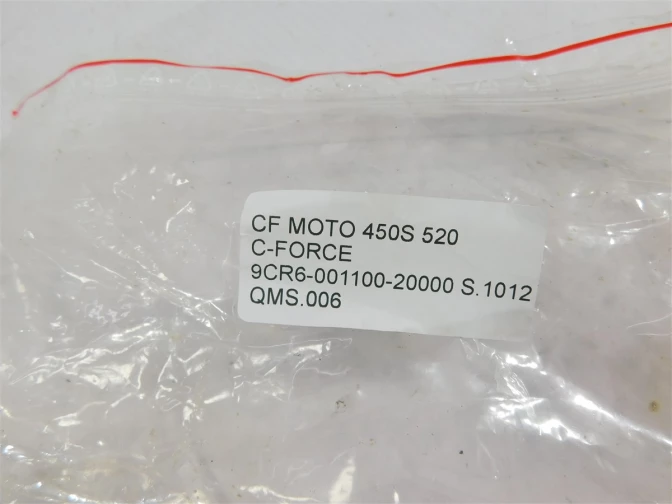 CF MOTO 450S 520
C-FORCE
9CR6-001100-20000 S.1012
QMS.006